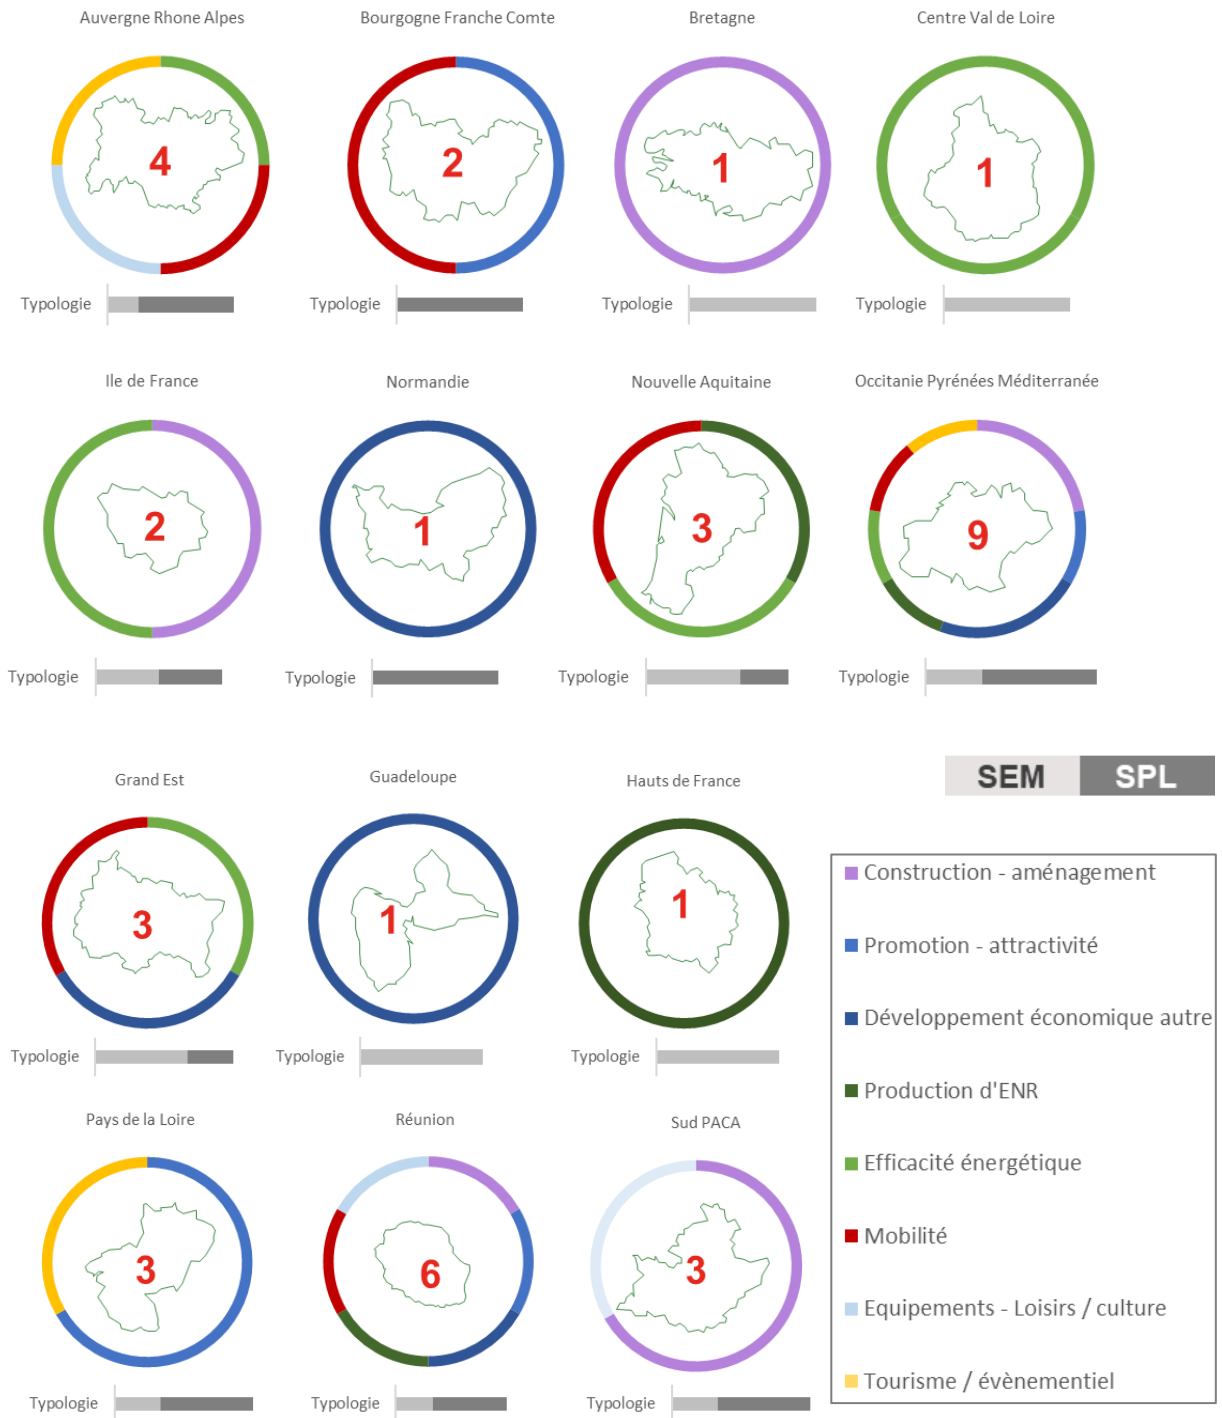 Auvergne Rhone Alpes
Bourgogne Franche Comte
Bretagne
Centre Val de Loire
4
2
1
1
Typologie
Typologie
Typologie
Typologie
Ile de France
Normandie
Nouvelle Aquitaine
Occitanie Pyrénées Méditerranée
2
1
3
9
Typologie
Typologie
Typologie
Typologie
Grand Est
Guadeloupe
Hauts de France
3
1
1
Typologie
Typologie
Typologie
Pays de la Loire
Réunion
Sud PACA
3
6
3
Typologie
Typologie
Typologie
SEM
SPL
Construction - aménagement
Promotion - attractivité
Développement économique autre
Production d'ENR
Efficacité énergétique
Mobilité
Equipements - Loisirs / culture
Tourisme / évènementiel